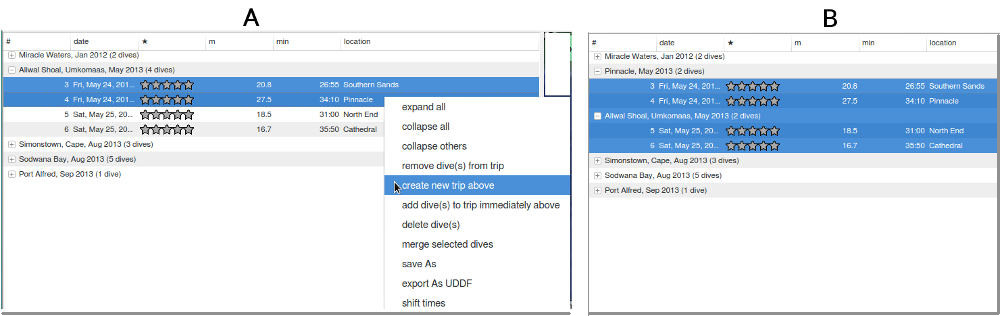 A
# date ★ m min location
Miracle Waters, Jan 2012 (2 dives)
Aliwal Shoal, Umkomaas, May 2013 (4 dives)
3 Fri, May 24, 201... 20.8 26:55 Southern Sands
4 Fri, May 24, 201... 27.5 34:10 Pinnacle
5 Sat, May 25, 20... 18.5 31:00 North End
6 Sat, May 25, 20... 16.7 35:50 Cathedral
Simonstown, Cape, Aug 2013 (3 dives)
Sodwana Bay, Aug 2013 (5 dives)
Port Alfred, Sep 2013 (1 dive)
expand all
collapse all
collapse others
remove dive(s) from trip
create new trip above
add dive(s) to trip immediately above
delete dive(s)
merge selected dives
save As
export As UDDF
shift times
B
# date ★ m min location
Miracle Waters, Jan 2012 (2 dives)
Pinnacle, May 2013 (2 dives)
3 Fri, May 24, 201... 20.8 26:55 Southern Sands
4 Fri, May 24, 201... 27.5 34:10 Pinnacle
Aliwal Shoal, Umkomaas, May 2013 (2 dives)
5 Sat, May 25, 20... 18.5 31:00 North End
6 Sat, May 25, 20... 16.7 35:50 Cathedral
Simonstown, Cape, Aug 2013 (3 dives)
Sodwana Bay, Aug 2013 (5 dives)
Port Alfred, Sep 2013 (1 dive)